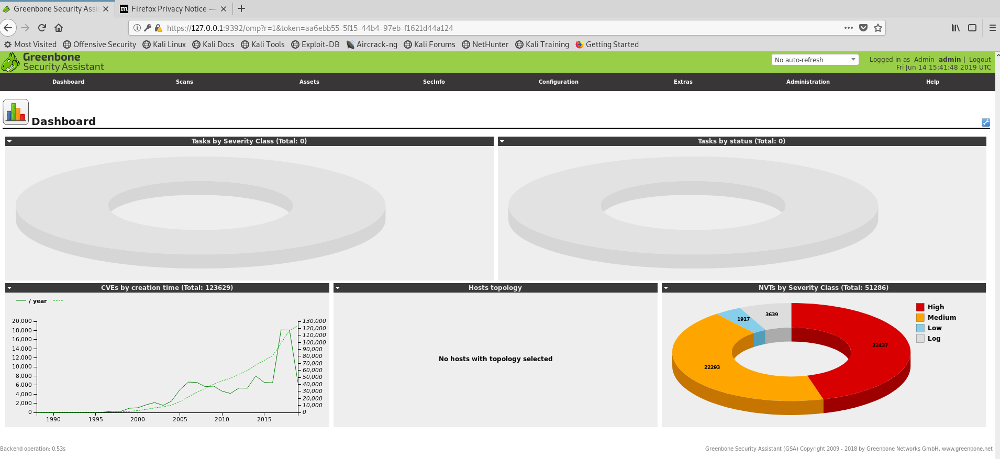 Greenbone Security Assis
Firefox Privacy Notice —
https://127.0.0.1:9392/omp?r=1&token=aa6ebb55-5f15-44b4-97eb-f1621d44a124
Most Visited Offensive Security Kali Linux Kali Docs Kali Tools Exploit-DB Aircrack-ng Kali Forums NetHunter Kali Training Getting Started
Greenbone
Security Assistant
No auto-refresh
Logged in as Admin admin | Logout
Fri Jun 14 15:41:48 2019 UTC
Dashboard Scans Assets SecInfo Configuration Extras Administration Help
Dashboard
Tasks by Severity Class (Total: 0)
Tasks by status (Total: 0)
CVEs by creation time (Total: 123629)
/ year
20,000
18,000
16,000
14,000
12,000
10,000
8,000
6,000
4,000
2,000
0
130,000
120,000
110,000
100,000
90,000
80,000
70,000
60,000
50,000
40,000
30,000
20,000
10,000
0
1990 1995 2000 2005 2010 2015
Hosts topology
No hosts with topology selected
NVTs by Severity Class (Total: 51286)
3639
1917
23437
22293
High
Medium
Low
Log
Backend operation: 0.53s
Greenbone Security Assistant (GSA) Copyright 2009 - 2018 by Greenbone Networks GmbH, www.greenbone.net